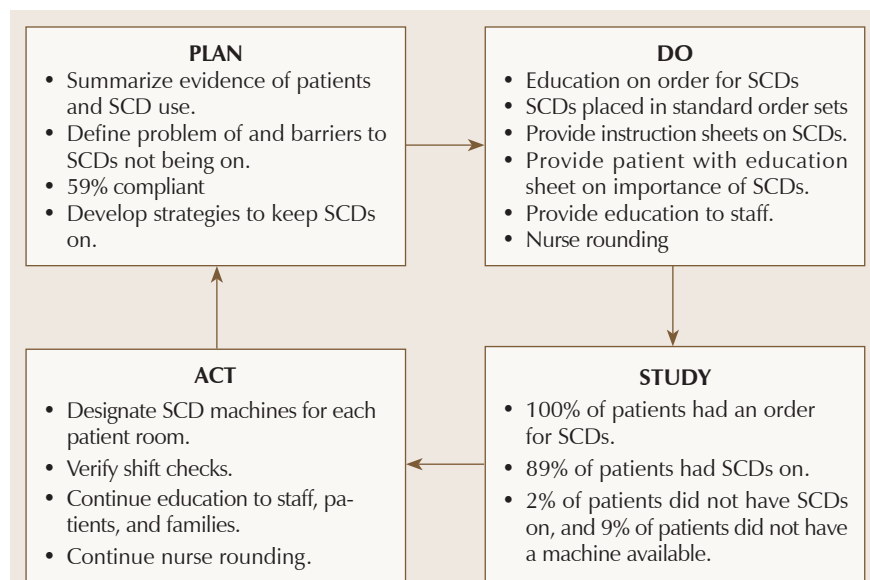 PLAN
• Summarize evidence of patients
and SCD use.
• Define problem of and barriers to
SCDs not being on.
• 59% compliant
• Develop strategies to keep SCDs
on.
DO
• Education on order for SCDs
• SCDs placed in standard order sets
• Provide instruction sheets on SCDs.
• Provide patient with education
sheet on importance of SCDs.
• Provide education to staff.
• Nurse rounding
ACT
• Designate SCD machines for each
patient room.
• Verify shift checks.
• Continue education to staff, pa-
tients, and families.
• Continue nurse rounding.
STUDY
• 100% of patients had an order
for SCDs.
• 89% of patients had SCDs on.
• 2% of patients did not have SCDs
on, and 9% of patients did not have
a machine available.